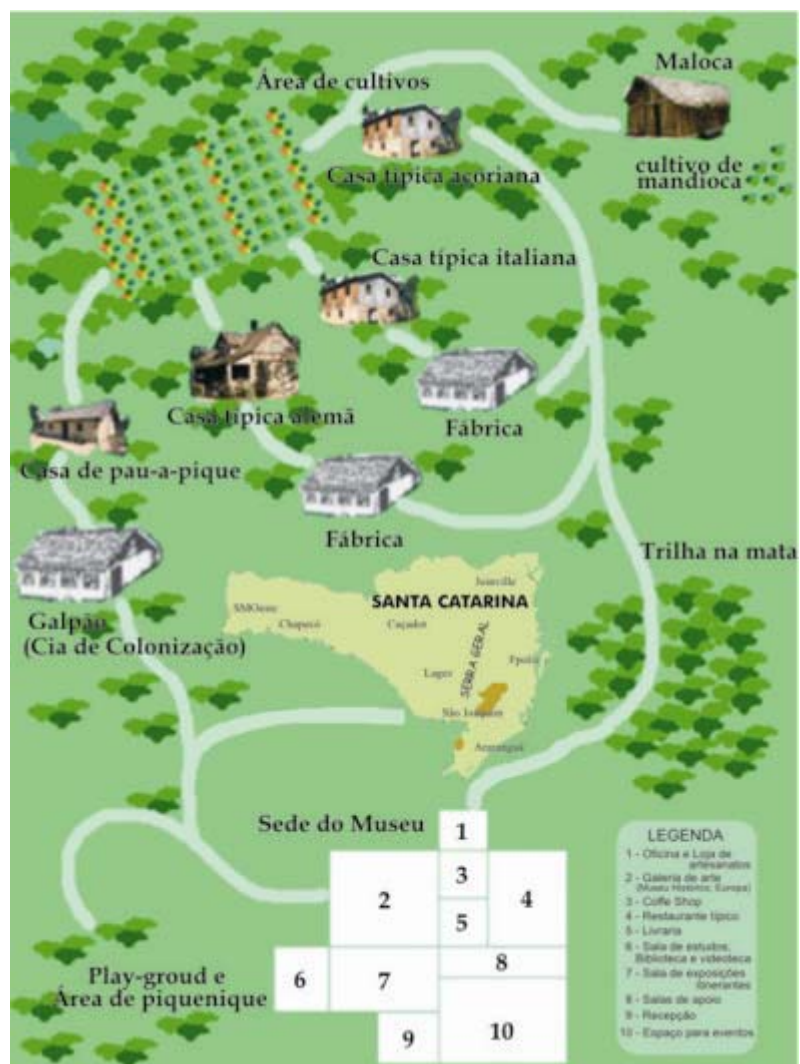 Área de cultivos
Maloca
Casa típica açoriana
cultivo de
mandioca
Casa típica italiana
Casa típica alemã
Fábrica
Casa de pau-a-pique
Fábrica
Trilha na mata
Galpão
(Cia de Colonização)
SANTA CATARINA
Joinville
SMOeste
Chapecó
Caçador
SERRA GERAL
Fpolis
Lages
São Joaquim
Araranguá
Sede do Museu
1
2
3
4
5
6
7
8
9
10
Play-groud e
Área de piquenique
LEGENDA
1 - Oficina e Loja de
artesanatos
2 - Galeria de arte
(Museu Histórico, Europa)
3 - Coffe Shop
4 - Restaurante típico
5 - Livraria
6 - Sala de estudos,
Biblioteca e videoteca
7 - Sala de exposições
itinerantes
8 - Salas de apoio
9 - Recepção
10 - Espaço para eventos